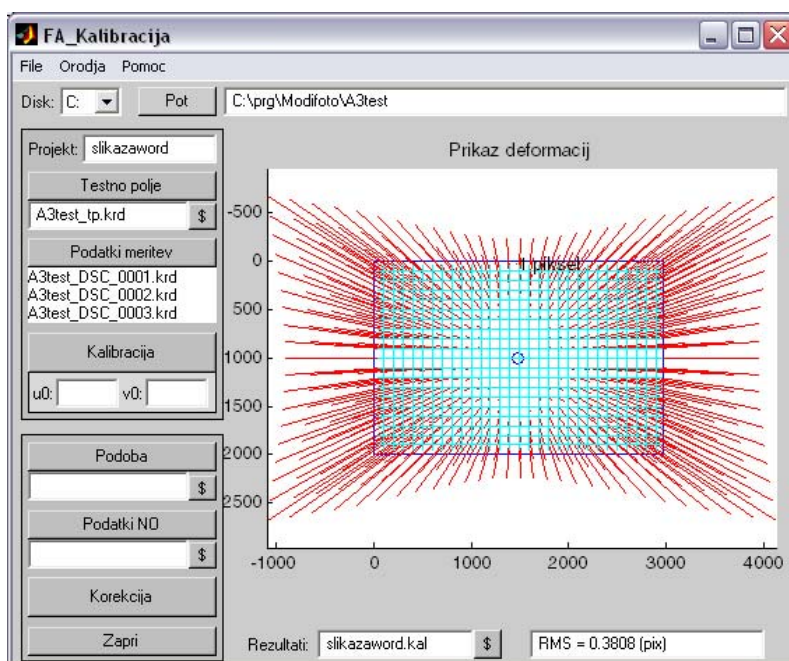 FA_Kalibracija
File Orodja Pomoc
Disk: C: Pot C:\prg\Modifoto\A3test
Projekt: slikazaword
Testno polje
A3test_tp.krd $
Podatki meritev
A3test_DSC_0001.krd
A3test_DSC_0002.krd
A3test_DSC_0003.krd
Kalibracija
u0: v0:
Podoba
$
Podatki NO
$
Korekcija
Zapri
Prikaz deformacij
-500
0
500
1000
1500
2000
2500
1 piksel
-1000 0 1000 2000 3000 4000
Rezultati: slikazaword.kal $ RMS = 0.3808 (pix)